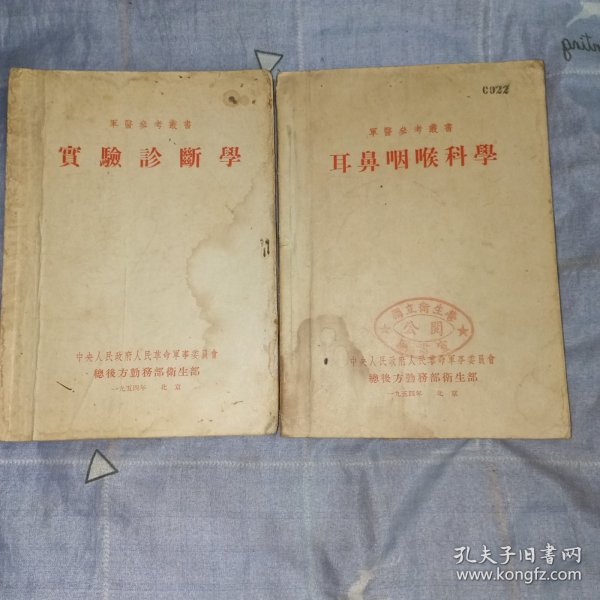 軍醫參考叢書
實驗診斷學
中央人民政府人民革命軍事委員會
總後方勤務部衛生部
一九五四年 北京
0922
軍醫參考叢書
耳鼻咽喉科學
公閱
中央人民政府人民革命軍事委員會
總後方勤務部衛生部
一九五四年 北京
孔夫子旧书网
www.kongfz.com